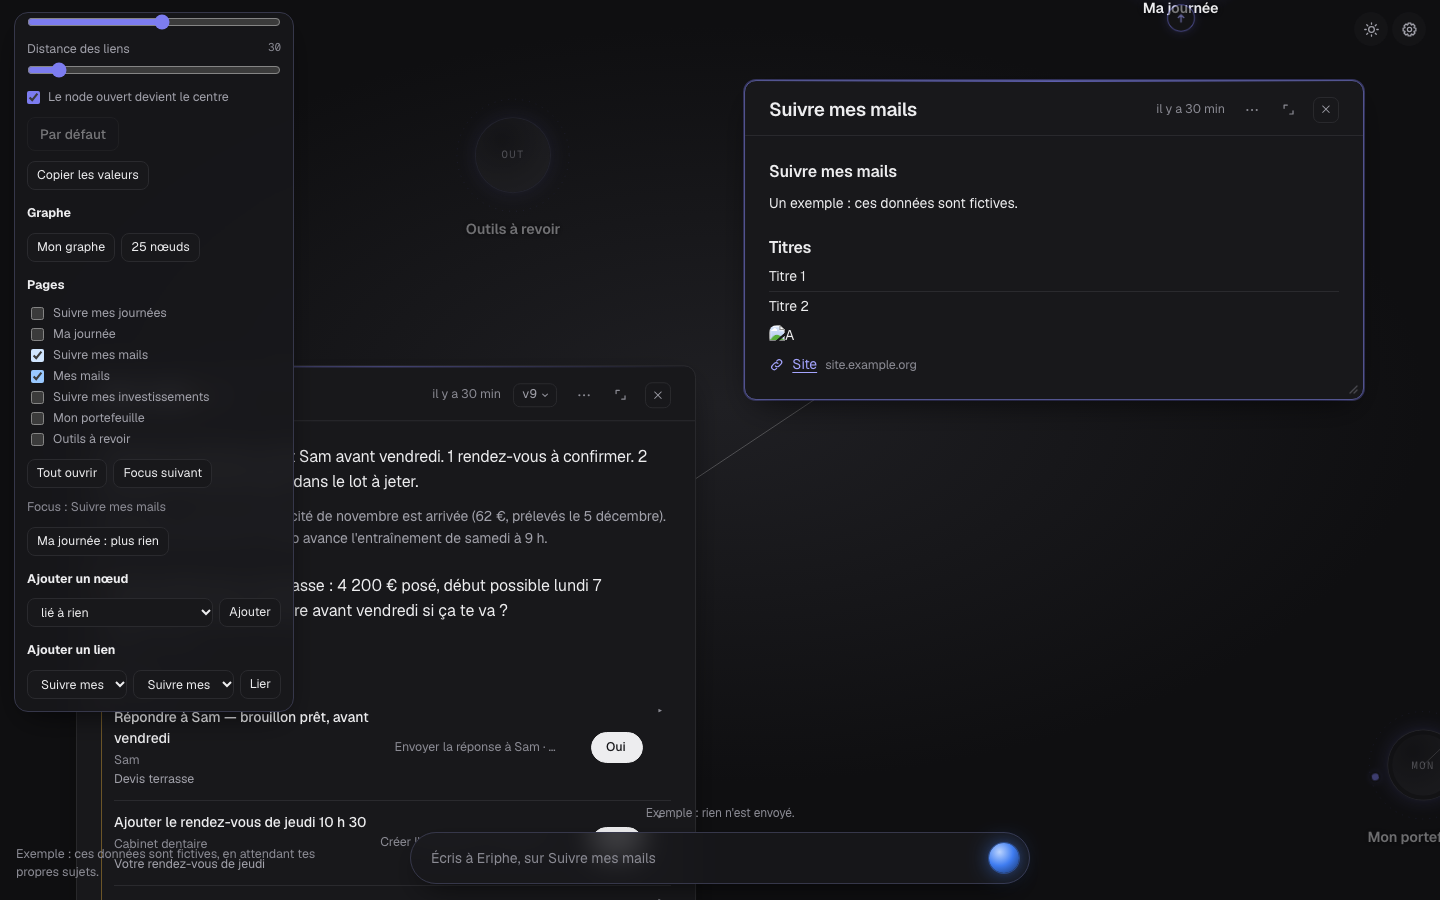 Distance des liens
30
Le node ouvert devient le centre
Par défaut
Copier les valeurs
Graphe
Mon graphe
25 nœuds
Pages
Suivre mes journées
Ma journée
Suivre mes mails
Mes mails
Suivre mes investissements
Mon portefeuille
Outils à revoir
Tout ouvrir
Focus suivant
Focus : Suivre mes mails
Ma journée : plus rien
Ajouter un nœud
lié à rien
Ajouter
Ajouter un lien
Suivre mes
Suivre mes
Lier
OUT
Outils à revoir
Ma journée
Suivre mes mails
il y a 30 min
Suivre mes mails
Un exemple : ces données sont fictives.
Titres
Titre 1
Titre 2
A
Site
site.example.org
il y a 30 min
v9
Sam avant vendredi. 1 rendez-vous à confirmer. 2
dans le lot à jeter.
cité de novembre est arrivée (62 €, prélevés le 5 décembre).
avance l'entraînement de samedi à 9 h.
asse : 4 200 € posé, début possible lundi 7
re avant vendredi si ça te va ?
Répondre à Sam — brouillon prêt, avant
vendredi
Sam
Devis terrasse
Envoyer la réponse à Sam · …
Oui
Ajouter le rendez-vous de jeudi 10 h 30
Cabinet dentaire
Votre rendez-vous de jeudi
Créer l'
Exemple : rien n'est envoyé.
Écris à Eriphe, sur Suivre mes mails
Exemple : ces données sont fictives, en attendant tes
propres sujets.
MON
Mon portef